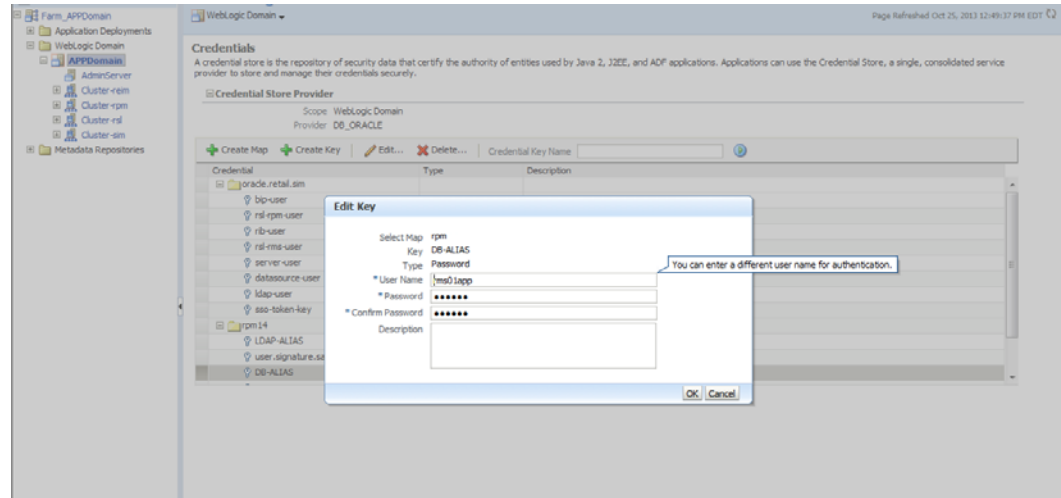 Farm_APPDomain
Application Deployments
WebLogic Domain
APPDomain
AdminServer
Cluster-reim
Cluster-rpm
Cluster-rsl
Cluster-sim
Metadata Repositories
WebLogic Domain
Page Refreshed Oct 25, 2013 12:49:37 PM EDT
Credentials
A credential store is the repository of security data that certify the authority of entities used by Java 2, J2EE, and ADF applications. Applications can use the Credential Store, a single, consolidated service
provider to store and manage their credentials securely.
Credential Store Provider
Scope WebLogic Domain
Provider DB_ORACLE
Create Map Create Key Edit... Delete... Credential Key Name
Credential Type Description
oracle.retail.sim
bip-user
rsl-rpm-user
rib-user
rsl-rms-user
server-user
datasource-user
ldap-user
sso-token-key
rpm14
LDAP-ALIAS
user.signature.sa
DB-ALIAS
Edit Key
Select Map rpm
Key DB-ALIAS
Type Password
* User Name
* Password ●●●●●●
* Confirm Password ●●●●●●
Description
You can enter a different user name for authentication.
OK Cancel